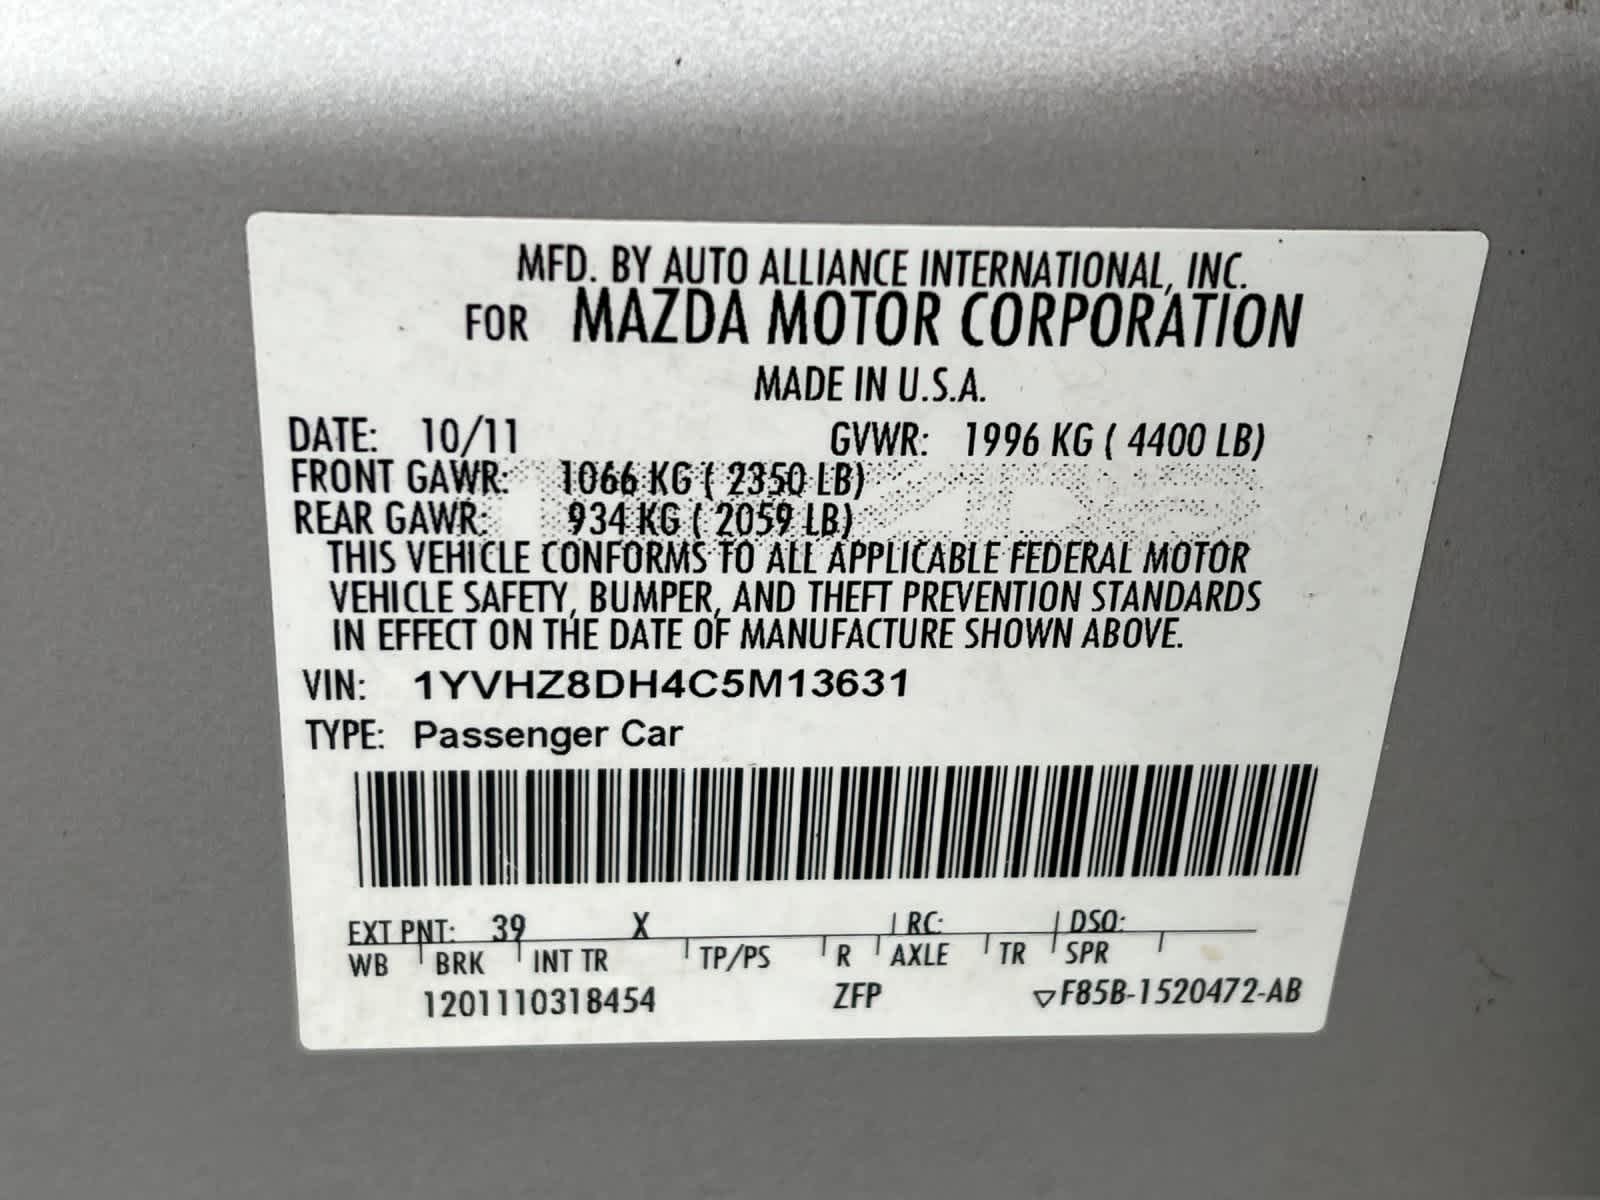 MFD. BY AUTO ALLIANCE INTERNATIONAL, INC.
FOR MAZDA MOTOR CORPORATION
MADE IN U.S.A.
DATE: 10/11 GVWR: 1996 KG ( 4400 LB)
FRONT GAWR: 1066 KG ( 2350 LB)
REAR GAWR: 934 KG ( 2059 LB)
THIS VEHICLE CONFORMS TO ALL APPLICABLE FEDERAL MOTOR
VEHICLE SAFETY, BUMPER, AND THEFT PREVENTION STANDARDS
IN EFFECT ON THE DATE OF MANUFACTURE SHOWN ABOVE.
VIN: 1YVHZ8DH4C5M13631
TYPE: Passenger Car
EXT PNT: 39 X RC: DSO:
WB BRK INT TR TP/PS R AXLE TR SPR
1201110318454 ZFP ▽F85B-1520472-AB